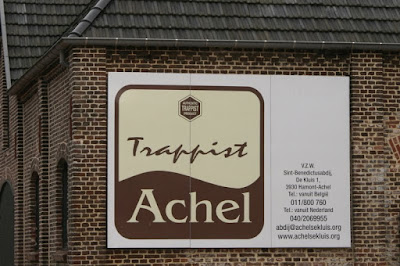 AUTHENTIC
TRAPPIST
PRODUCT
Trappist
Achel
V.Z.W.
Sint-Benedictusabdij,
De Kluis 1,
3930 Hamont-Achel
Tel.: vanuit België
011/800 760
Tel.: vanuit Nederland
040/2069955
abdij@achelsekluis.org
www.achelsekluis.org